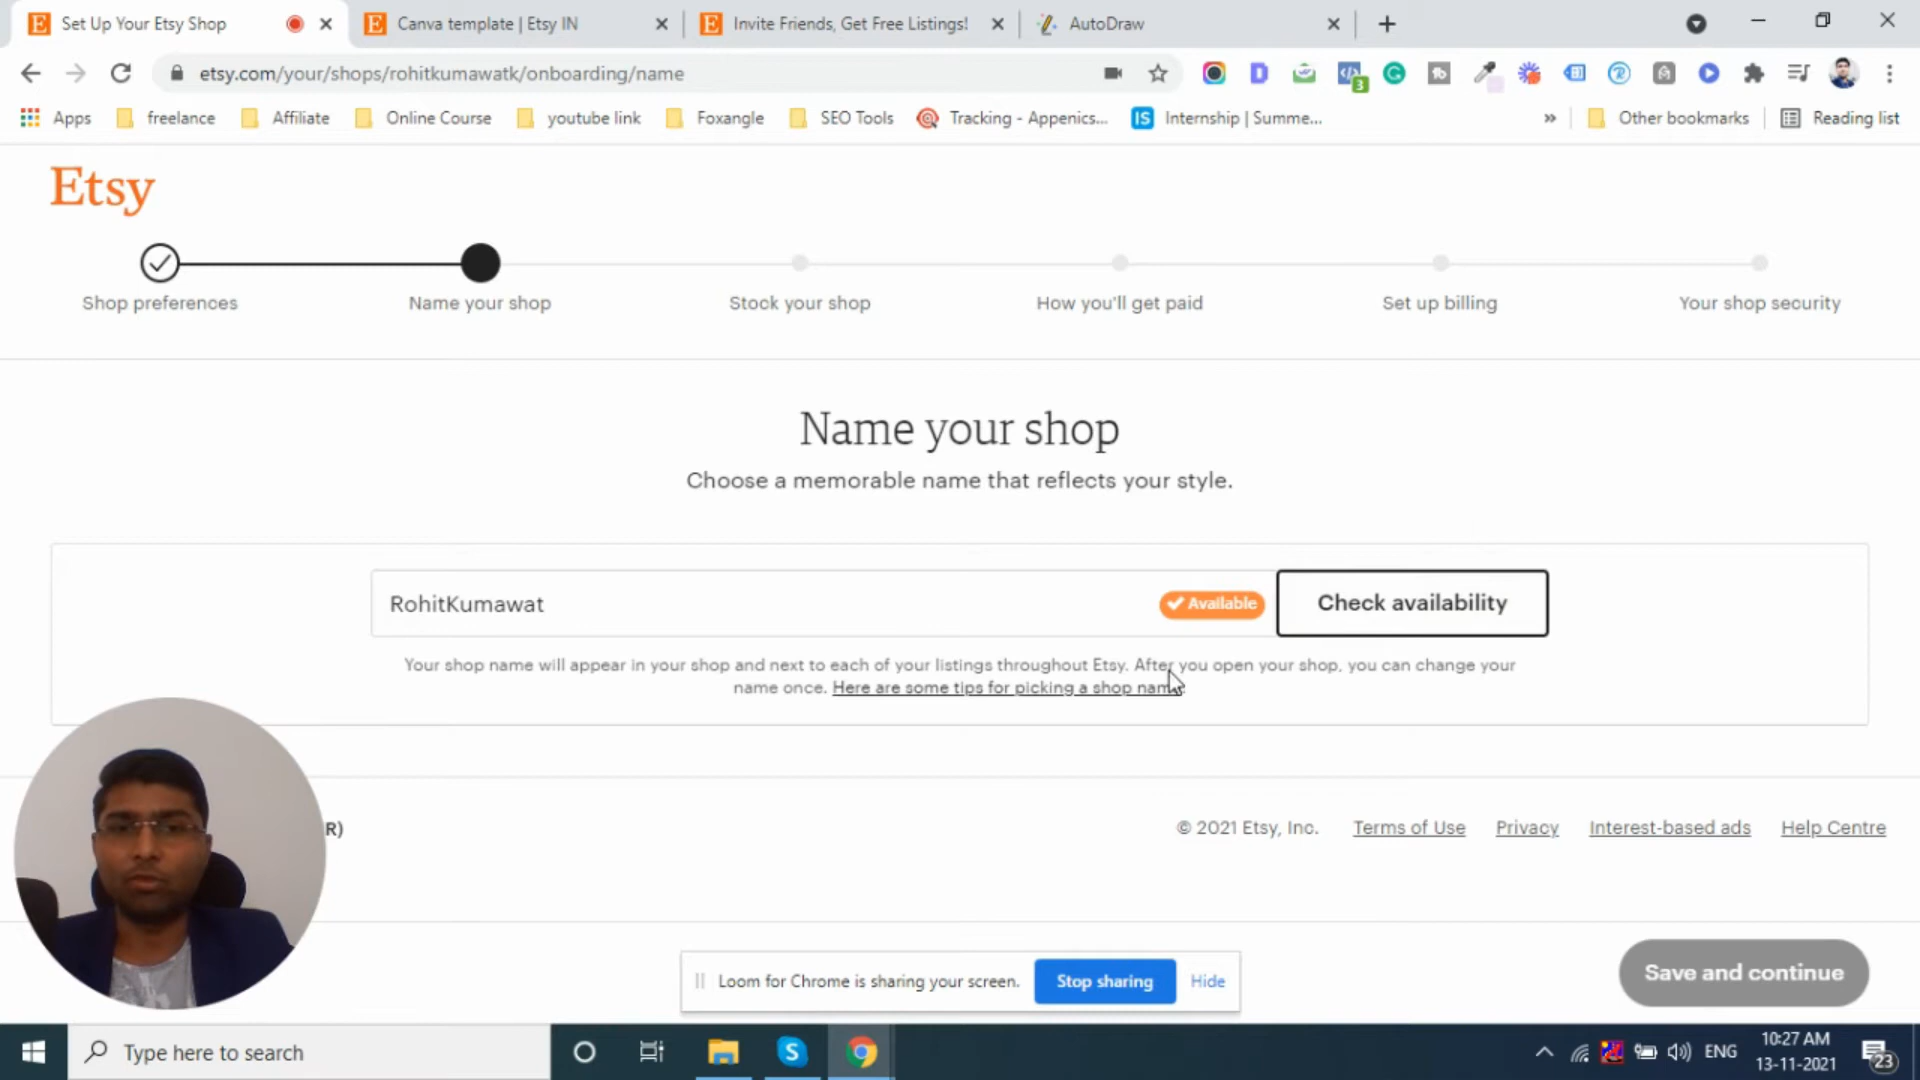 Set Up Your Etsy Shop
Canva template | Etsy IN
Invite Friends, Get Free Listings!
AutoDraw
etsy.com/your/shops/rohitkumawatk/onboarding/name
3
Apps
freelance
Affiliate
Online Course
youtube link
Foxangle
SEO Tools
Tracking - Appenics...
IS
Internship | Summe...
Other bookmarks
Reading list
Etsy
Shop preferences
Name your shop
Stock your shop
How you'll get paid
Set up billing
Your shop security
Name your shop
Choose a memorable name that reflects your style.
RohitKumawat
Available
Check availability
Your shop name will appear in your shop and next to each of your listings throughout Etsy. After you open your shop, you can change your
name once. Here are some tips for picking a shop name.
R)
© 2021 Etsy, Inc.
Terms of Use
Privacy
Interest-based ads
Help Centre
Loom for Chrome is sharing your screen.
Stop sharing
Hide
Save and continue
Type here to search
ENG
10:27 AM
13-11-2021
23